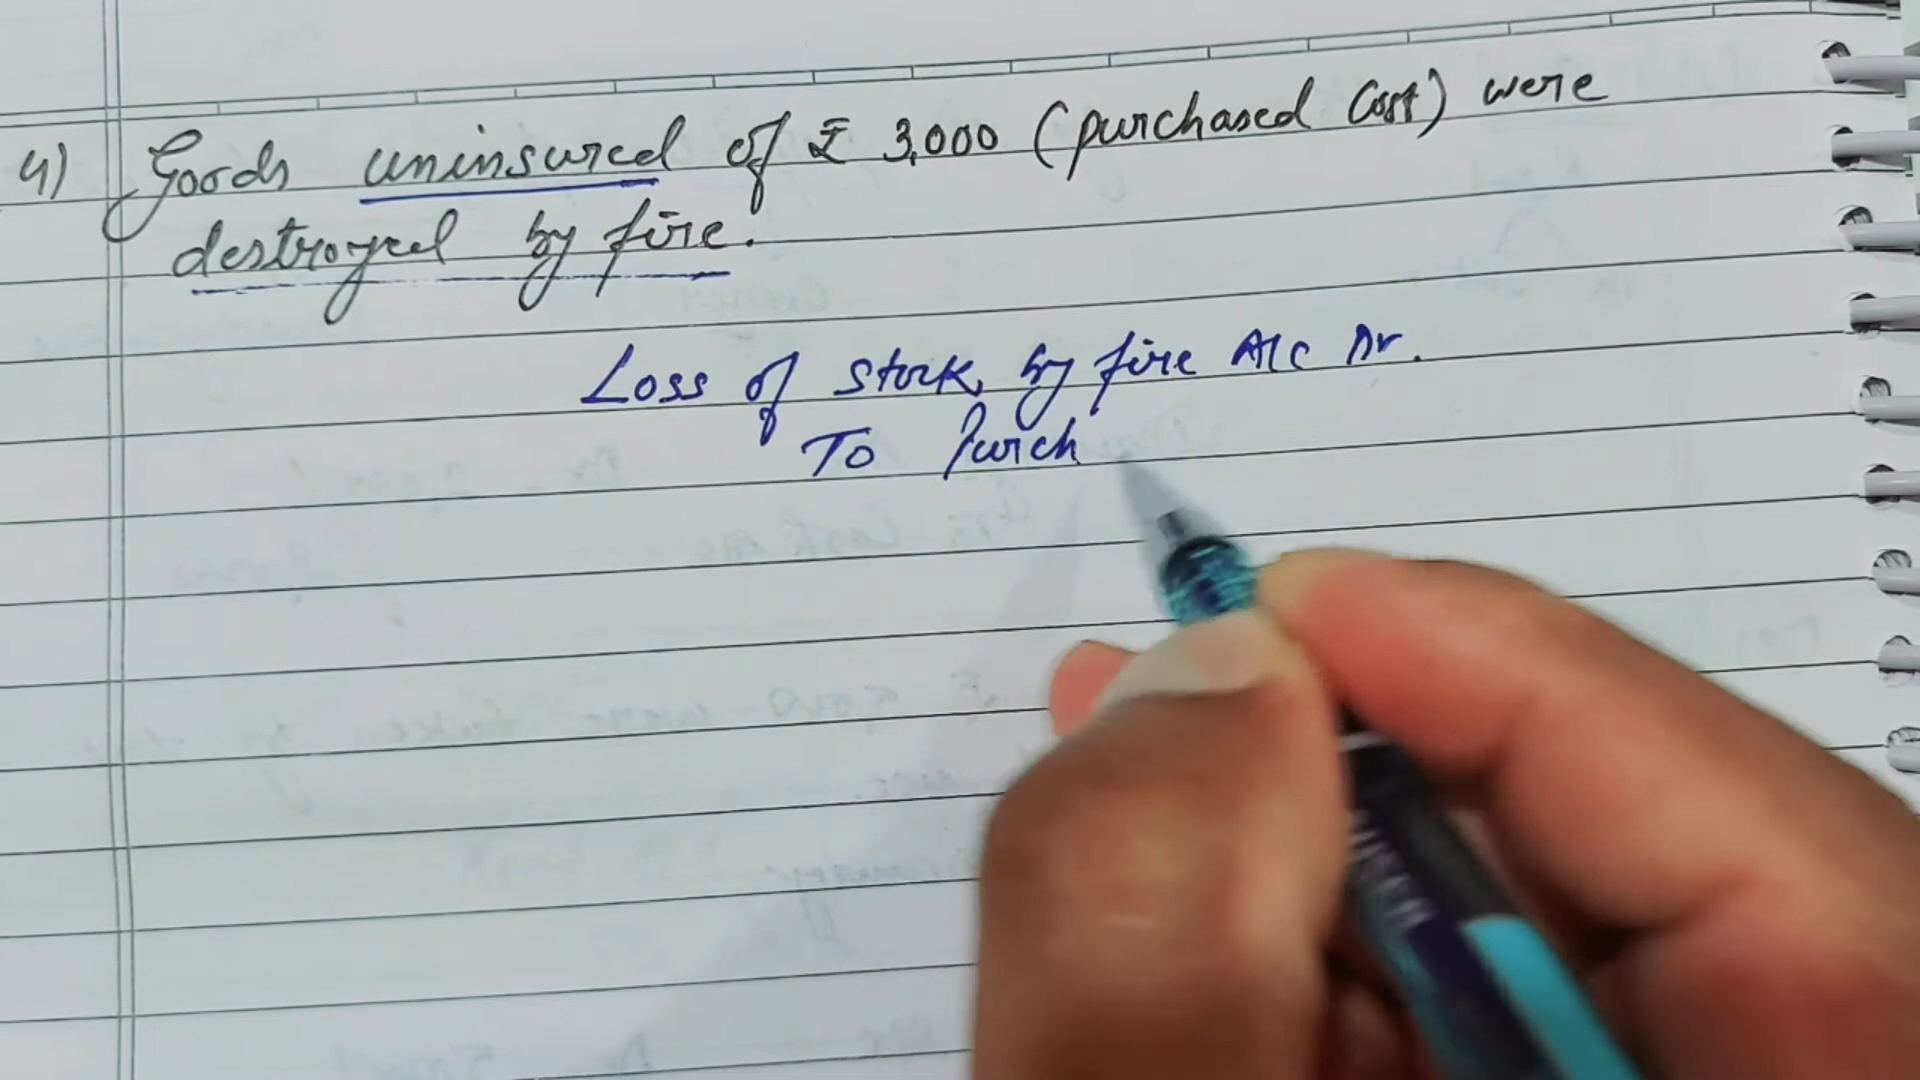 4) Goods uninsured of ₹ 3,000 (purchased Cost) were
destroyed by fire.
Loss of stock by fire A/c Dr.
To Purch